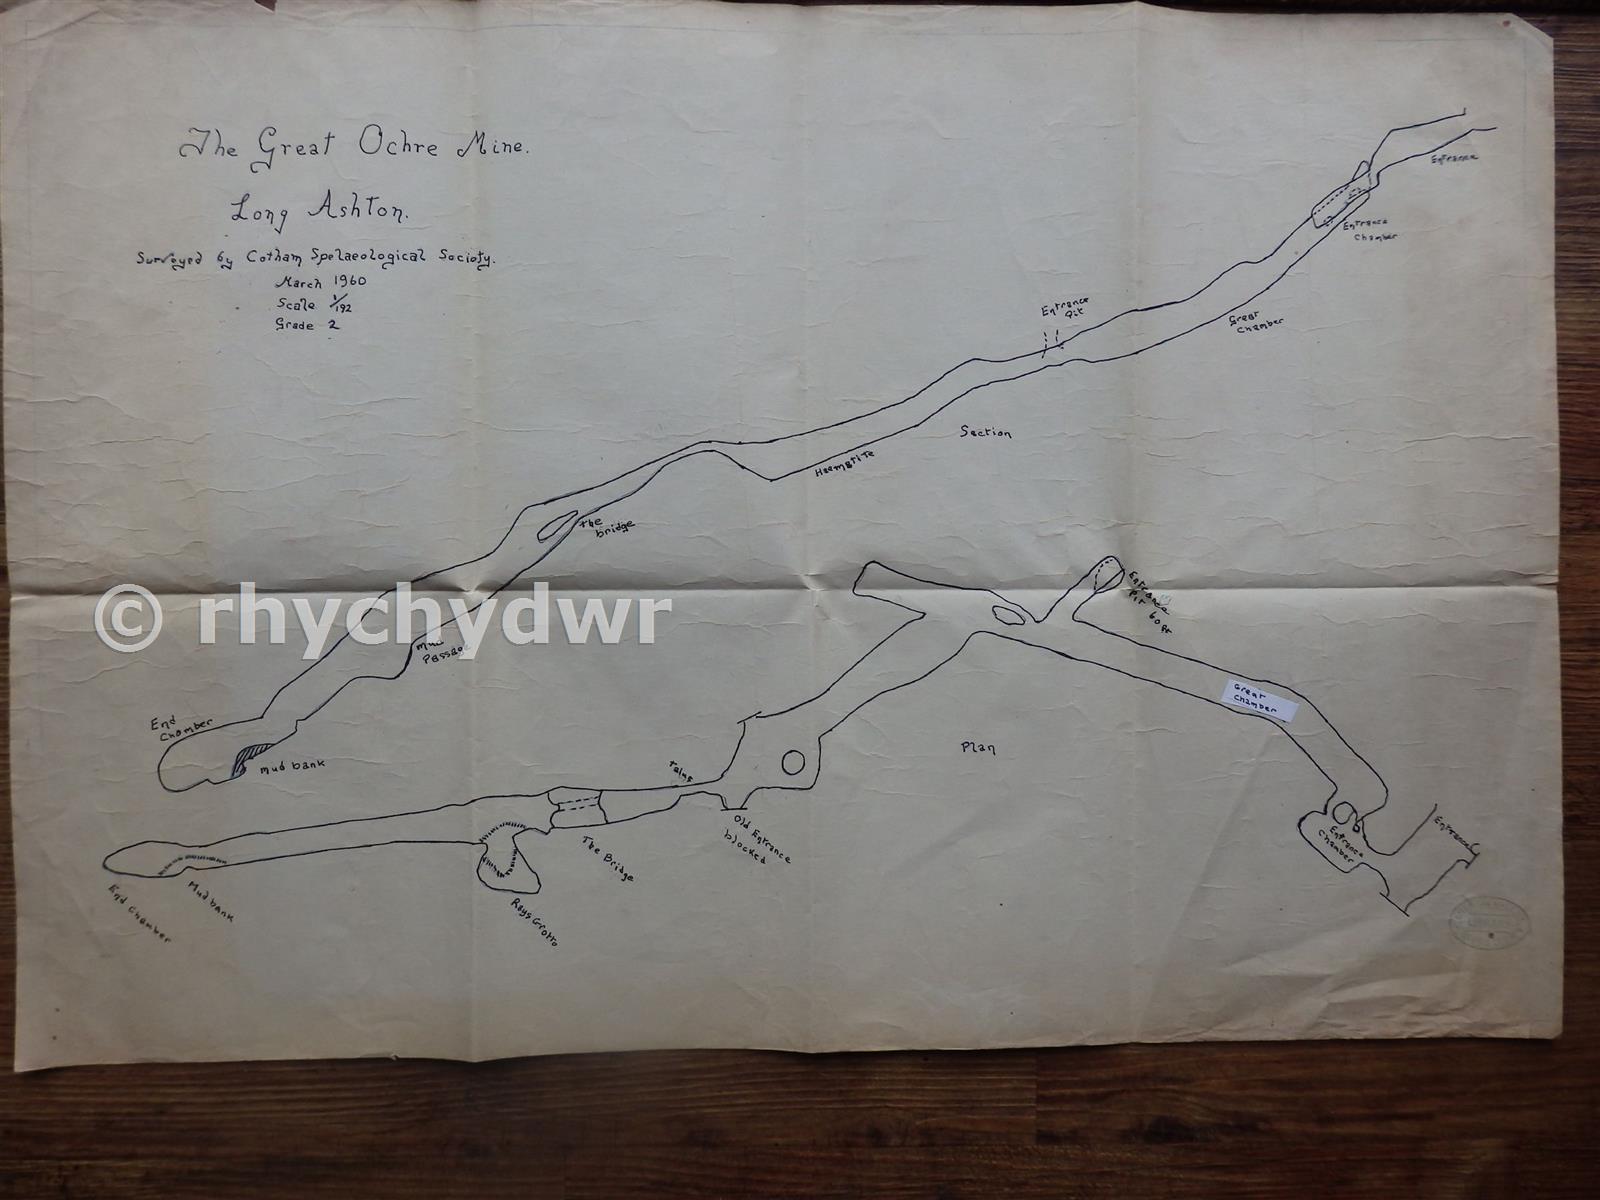 The Great Ochre Mine.
Long Ashton.
Surveyed by Cotham Spelaeological Society.
March 1960
Scale 1/192
Grade 2
Entrance
Entrance
Chamber
Entrance
Pit
Great
Chamber
Section
Haematite
The
bridge
Mud
Passage
End
Chamber
Mud bank
© rhychydwr
Entrance
Pit 60ft
Great
Chamber
Plan
Talus
Old Entrance
blocked
The Bridge
Rays Grotto
Mud bank
End Chamber
Entrance
Chamber
Entrance